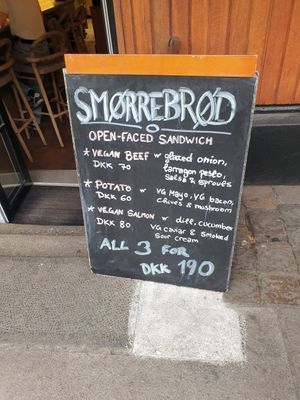 SMØRREBRØD
OPEN-FACED SANDWICH
* VEGAN BEEF w glazed onion,
DKK 70 tarragon pesto,
salsa & sprouts
* POTATO w VG MAYO, VG bacon,
DKK 60 chives & mushroom
* VEGAN SALMON w dill, cucumber
DKK 80 VG caviar & smoked
sour cream
ALL 3 FOR
DKK 190